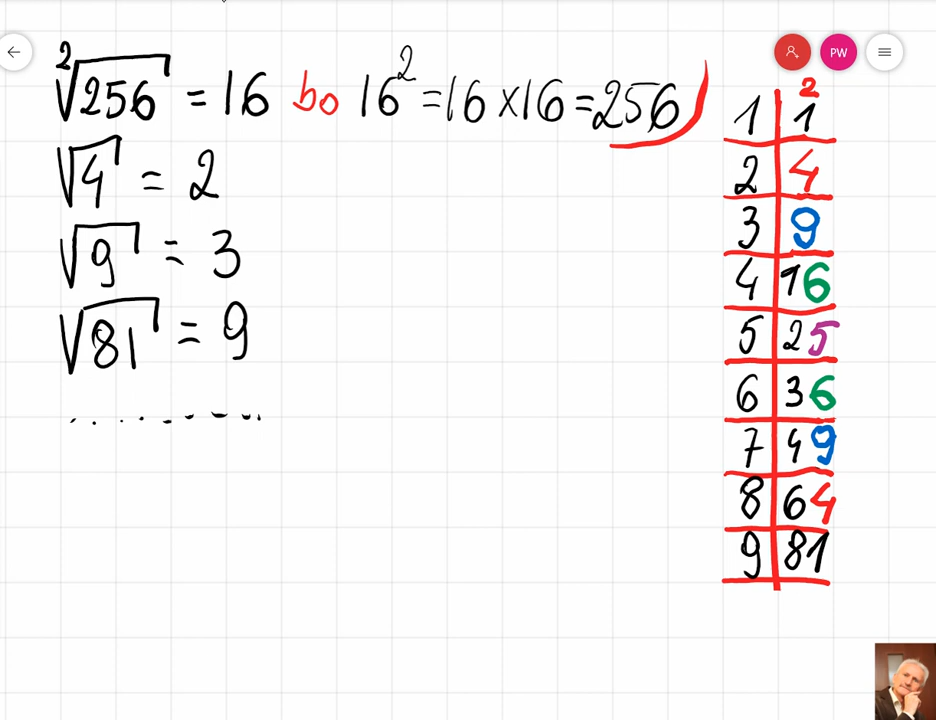 ²√256 = 16 bo 16² = 16 × 16 = 256
√4 = 2
√9 = 3
√81 = 9
.........
PW
2
1 1
2 4
3 9
4 16
5 25
6 36
7 49
8 64
9 81